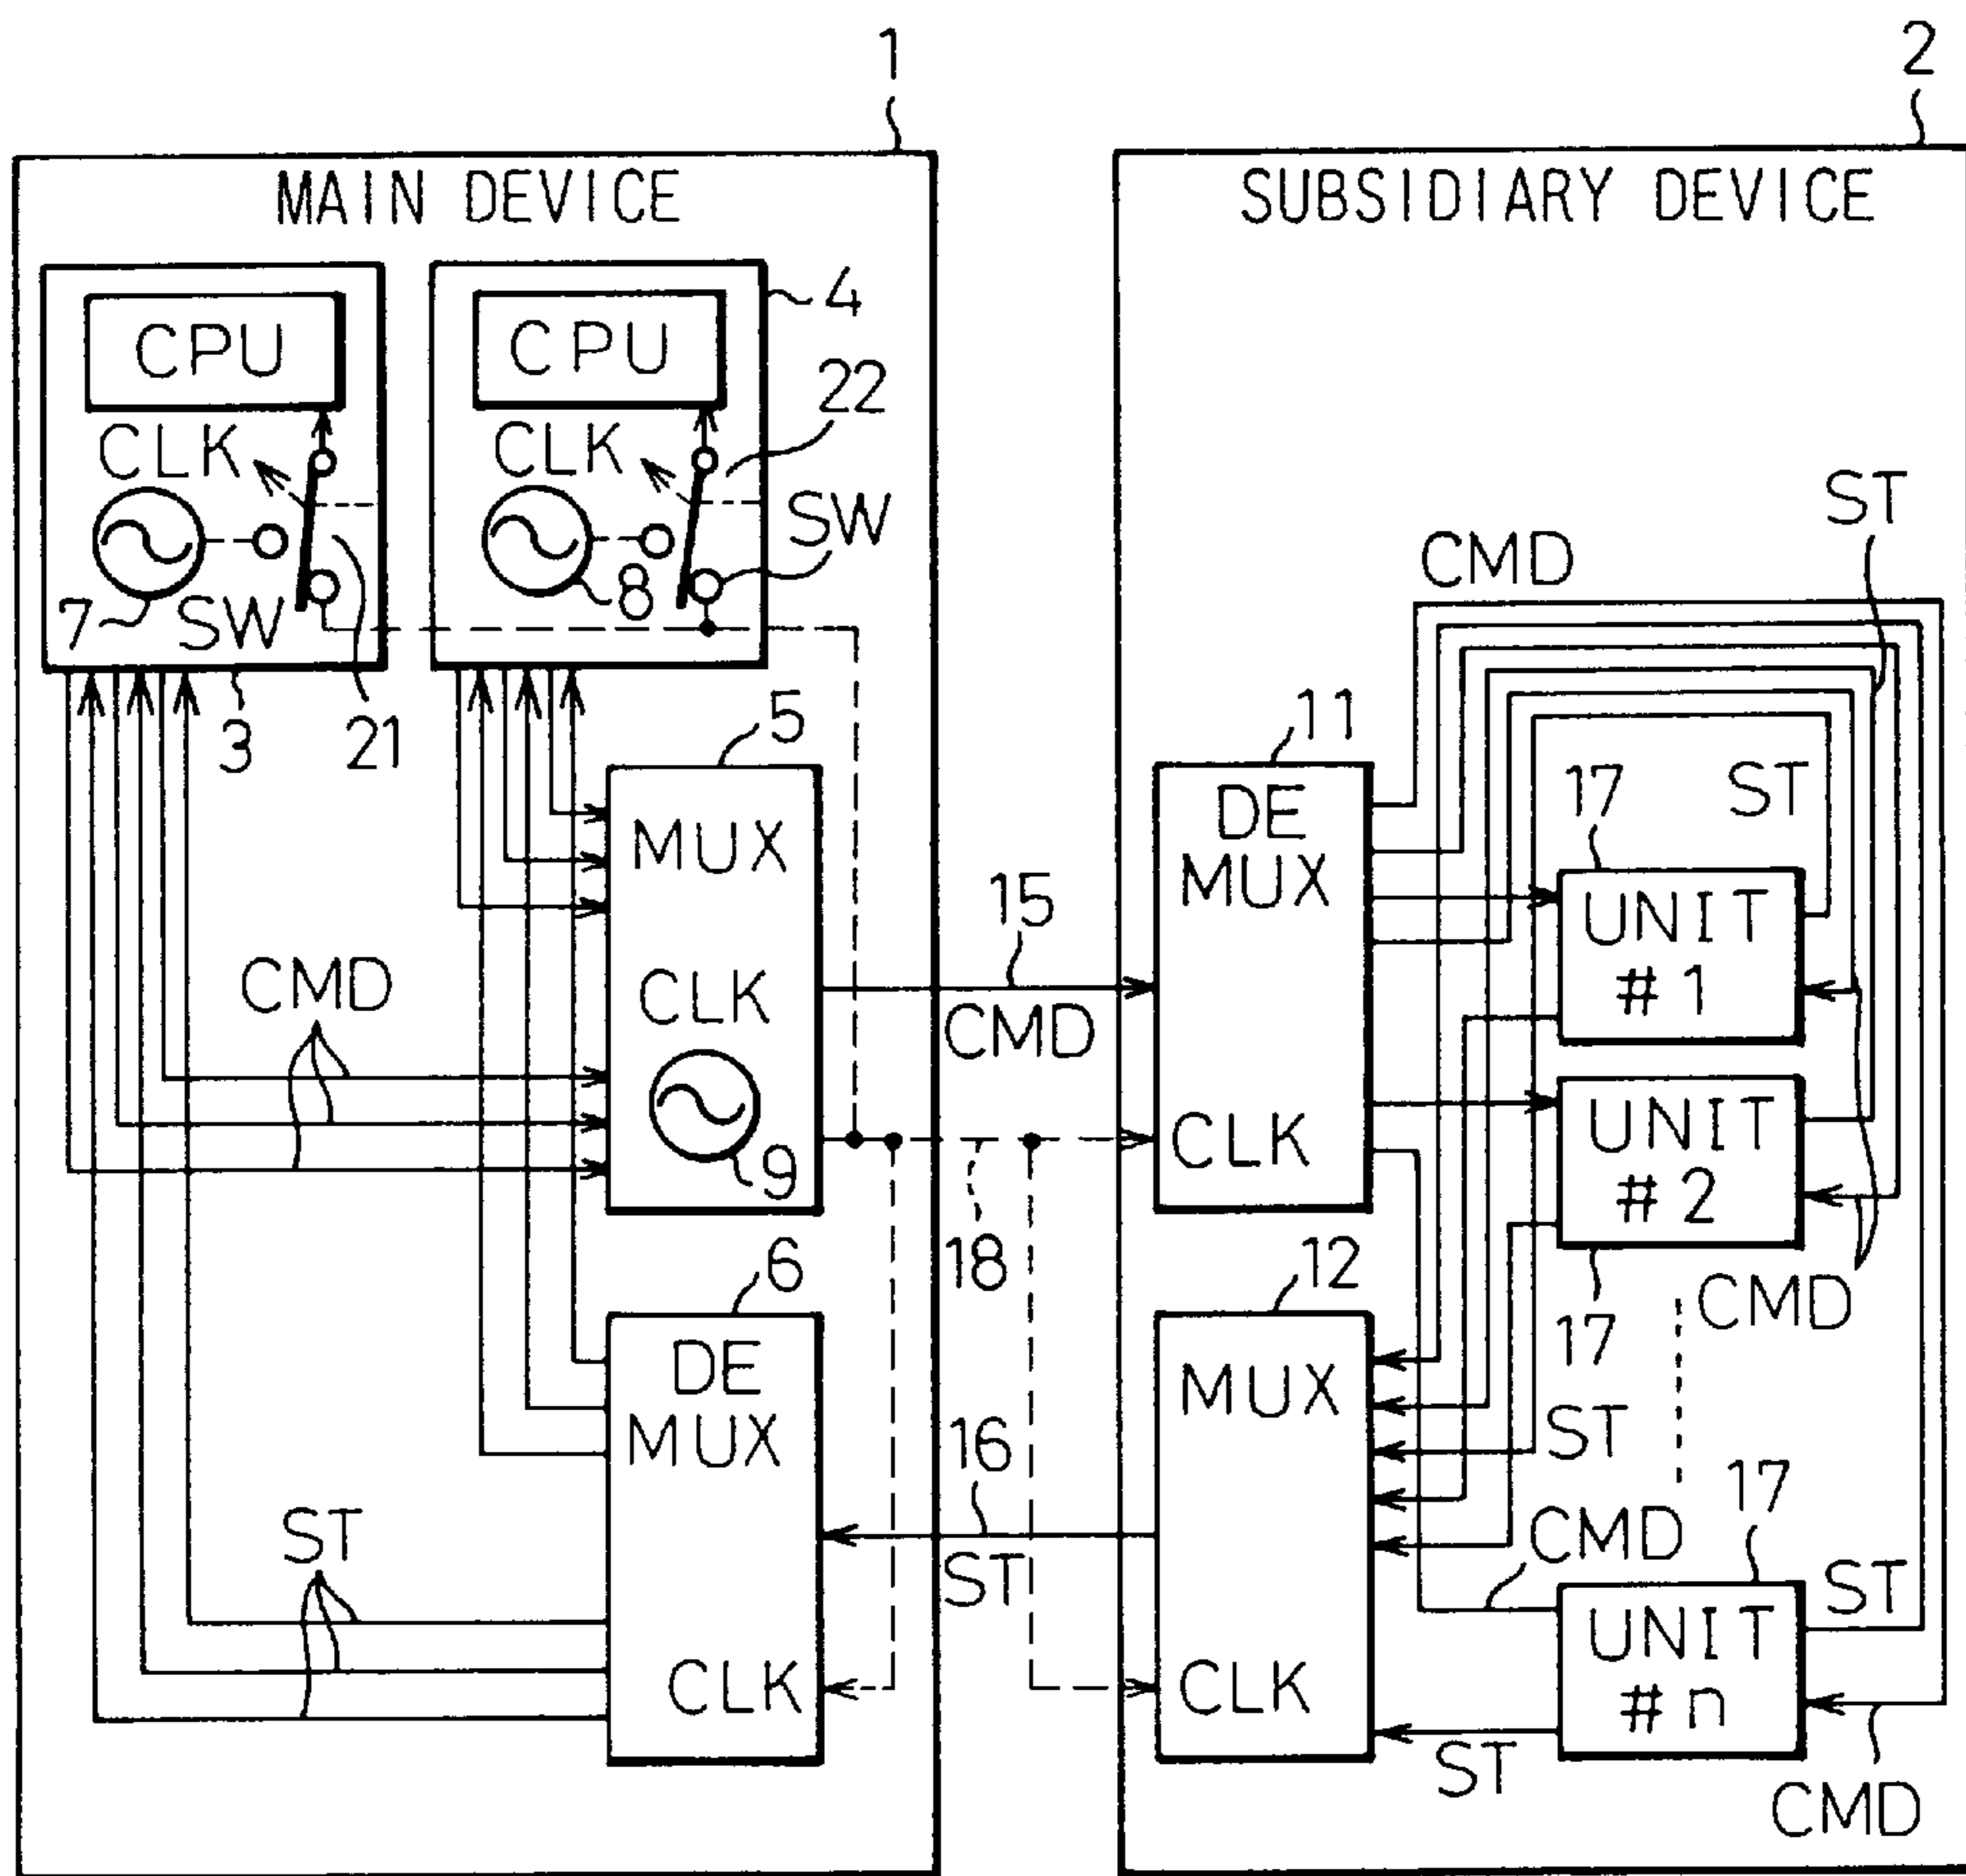 1
2
MAIN DEVICE
SUBSIDIARY DEVICE
CPU
CPU
4
22
CLK
CLK
SW
ST
CMD
7
SW
8
3
21
5
11
17
ST
MUX
DE
MUX
UNIT
#1
15
CMD
CLK
CMD
UNIT
#2
9
CLK
18
6
12
17
CMD
DE
MUX
MUX
16
ST
17
ST
ST
CMD
ST
UNIT
#n
CLK
CLK
ST
CMD